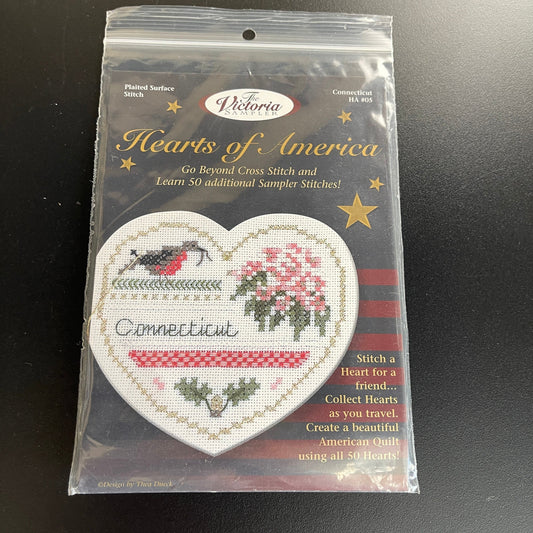 Plaited Surface
Stitch
The
Victoria
SAMPLER
Connecticut
HA #05
Hearts of America
Go Beyond Cross Stitch and
Learn 50 additional Sampler Stitches!
Connecticut
Stitch a
Heart for a
friend...
Collect Hearts
as you travel.
Create a beautiful
American Quilt
using all 50 Hearts!
©Design by Thea Dueck